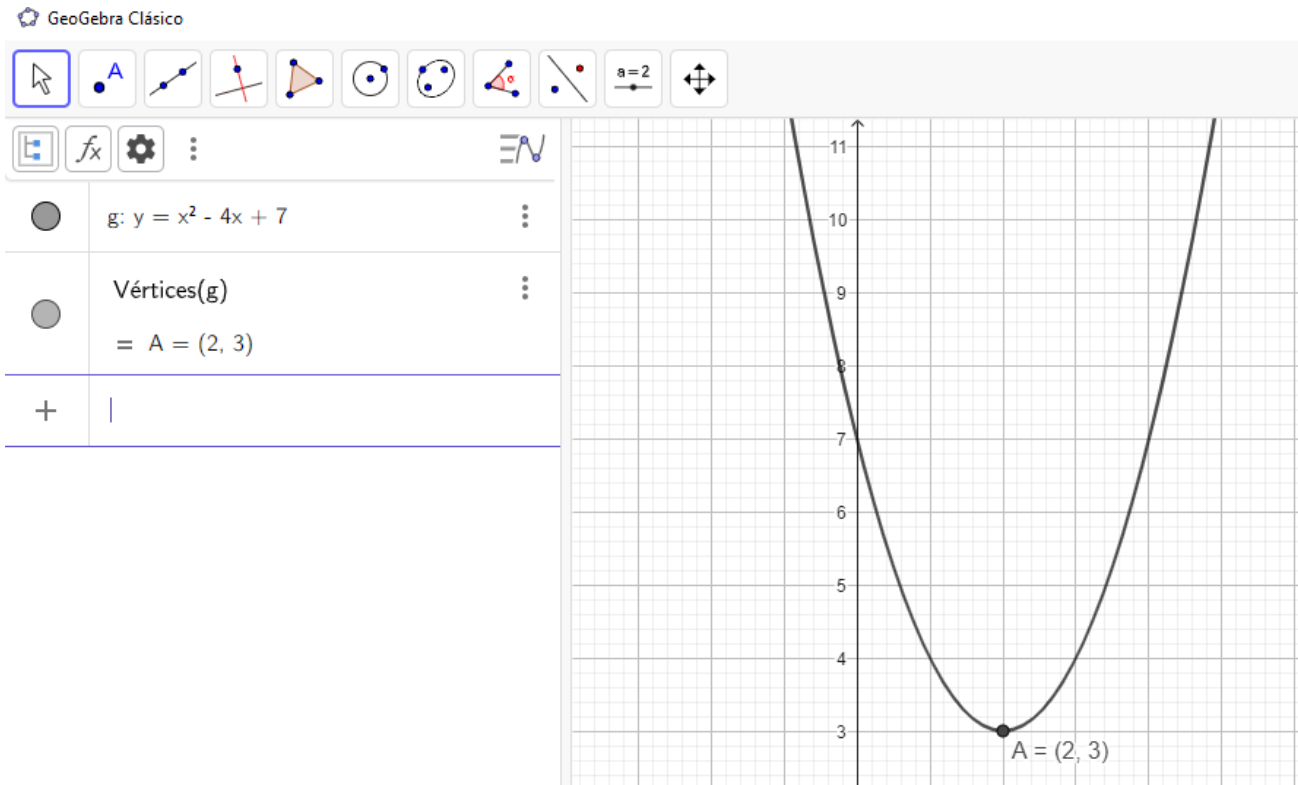 GeoGebra Clásico
A
α
a=2
fx
g: y = x² - 4x + 7
Vértices(g)
= A = (2, 3)
+
11
10
9
8
7
6
5
4
3
A = (2, 3)